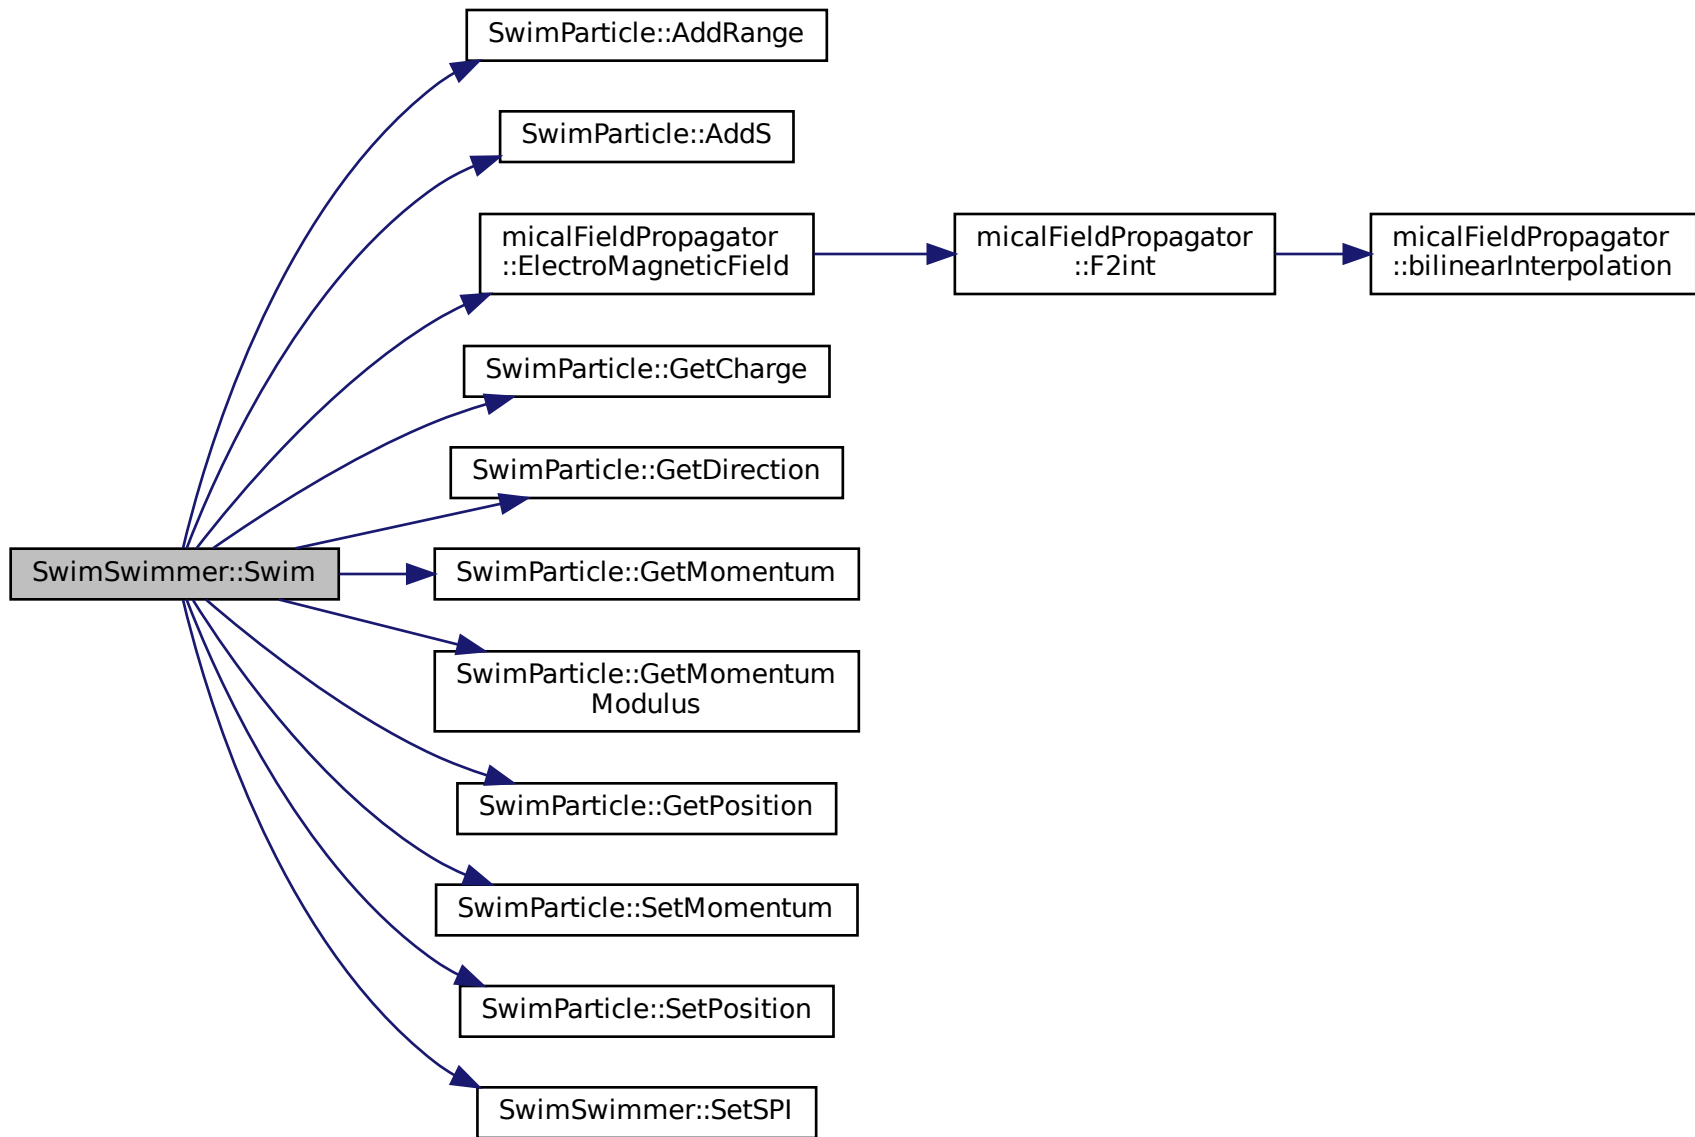 SwimParticle::AddRange
SwimParticle::AddS
micalFieldPropagator
::ElectroMagneticField
micalFieldPropagator
::F2int
micalFieldPropagator
::bilinearInterpolation
SwimParticle::GetCharge
SwimParticle::GetDirection
SwimSwimmer::Swim
SwimParticle::GetMomentum
SwimParticle::GetMomentum
Modulus
SwimParticle::GetPosition
SwimParticle::SetMomentum
SwimParticle::SetPosition
SwimSwimmer::SetSPI